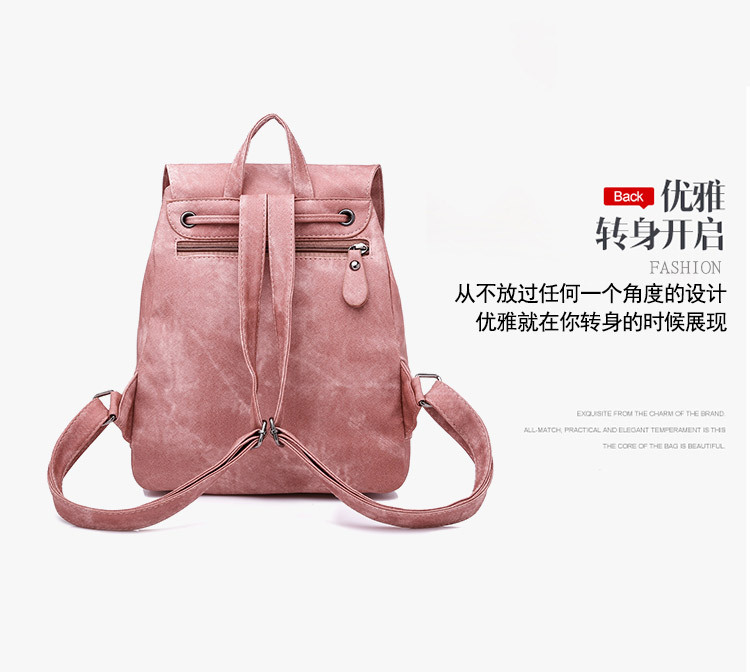 Back 优雅
转身开启
FASHION
从不放过任何一个角度的设计
优雅就在你转身的时候展现
EXQUISITE FROM THE CHARM OF THE BRAND.
ALL-MATCH, PRACTICAL AND ELEGANT TEMPERAMENT IS THIS
THE CORE OF THE BAG IS BEAUTIFUL.